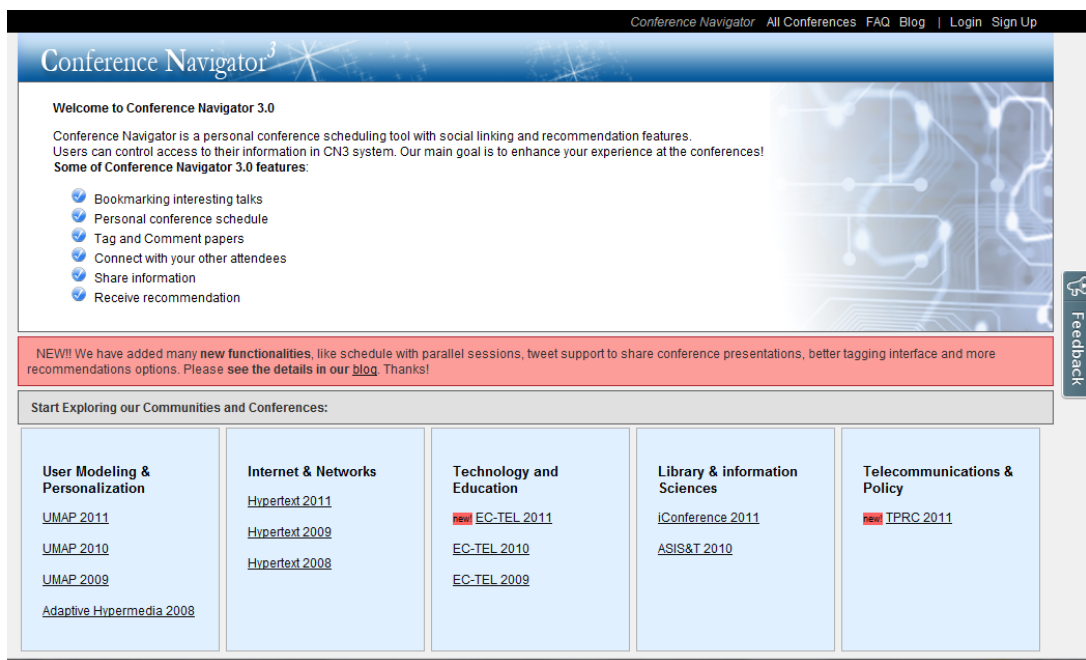 Conference Navigator All Conferences FAQ Blog | Login Sign Up
Conference Navigator3
Welcome to Conference Navigator 3.0
Conference Navigator is a personal conference scheduling tool with social linking and recommendation features.
Users can control access to their information in CN3 system. Our main goal is to enhance your experience at the conferences!
Some of Conference Navigator 3.0 features:
Bookmarking interesting talks
Personal conference schedule
Tag and Comment papers
Connect with your other attendees
Share information
Receive recommendation
Feedback
NEW!! We have added many new functionalities, like schedule with parallel sessions, tweet support to share conference presentations, better tagging interface and more
recommendations options. Please see the details in our blog. Thanks!
Start Exploring our Communities and Conferences:
User Modeling &
Personalization
UMAP 2011
UMAP 2010
UMAP 2009
Adaptive Hypermedia 2008
Internet & Networks
Hypertext 2011
Hypertext 2009
Hypertext 2008
Technology and
Education
new! EC-TEL 2011
EC-TEL 2010
EC-TEL 2009
Library & information
Sciences
iConference 2011
ASIS&T 2010
Telecommunications &
Policy
new! TPRC 2011